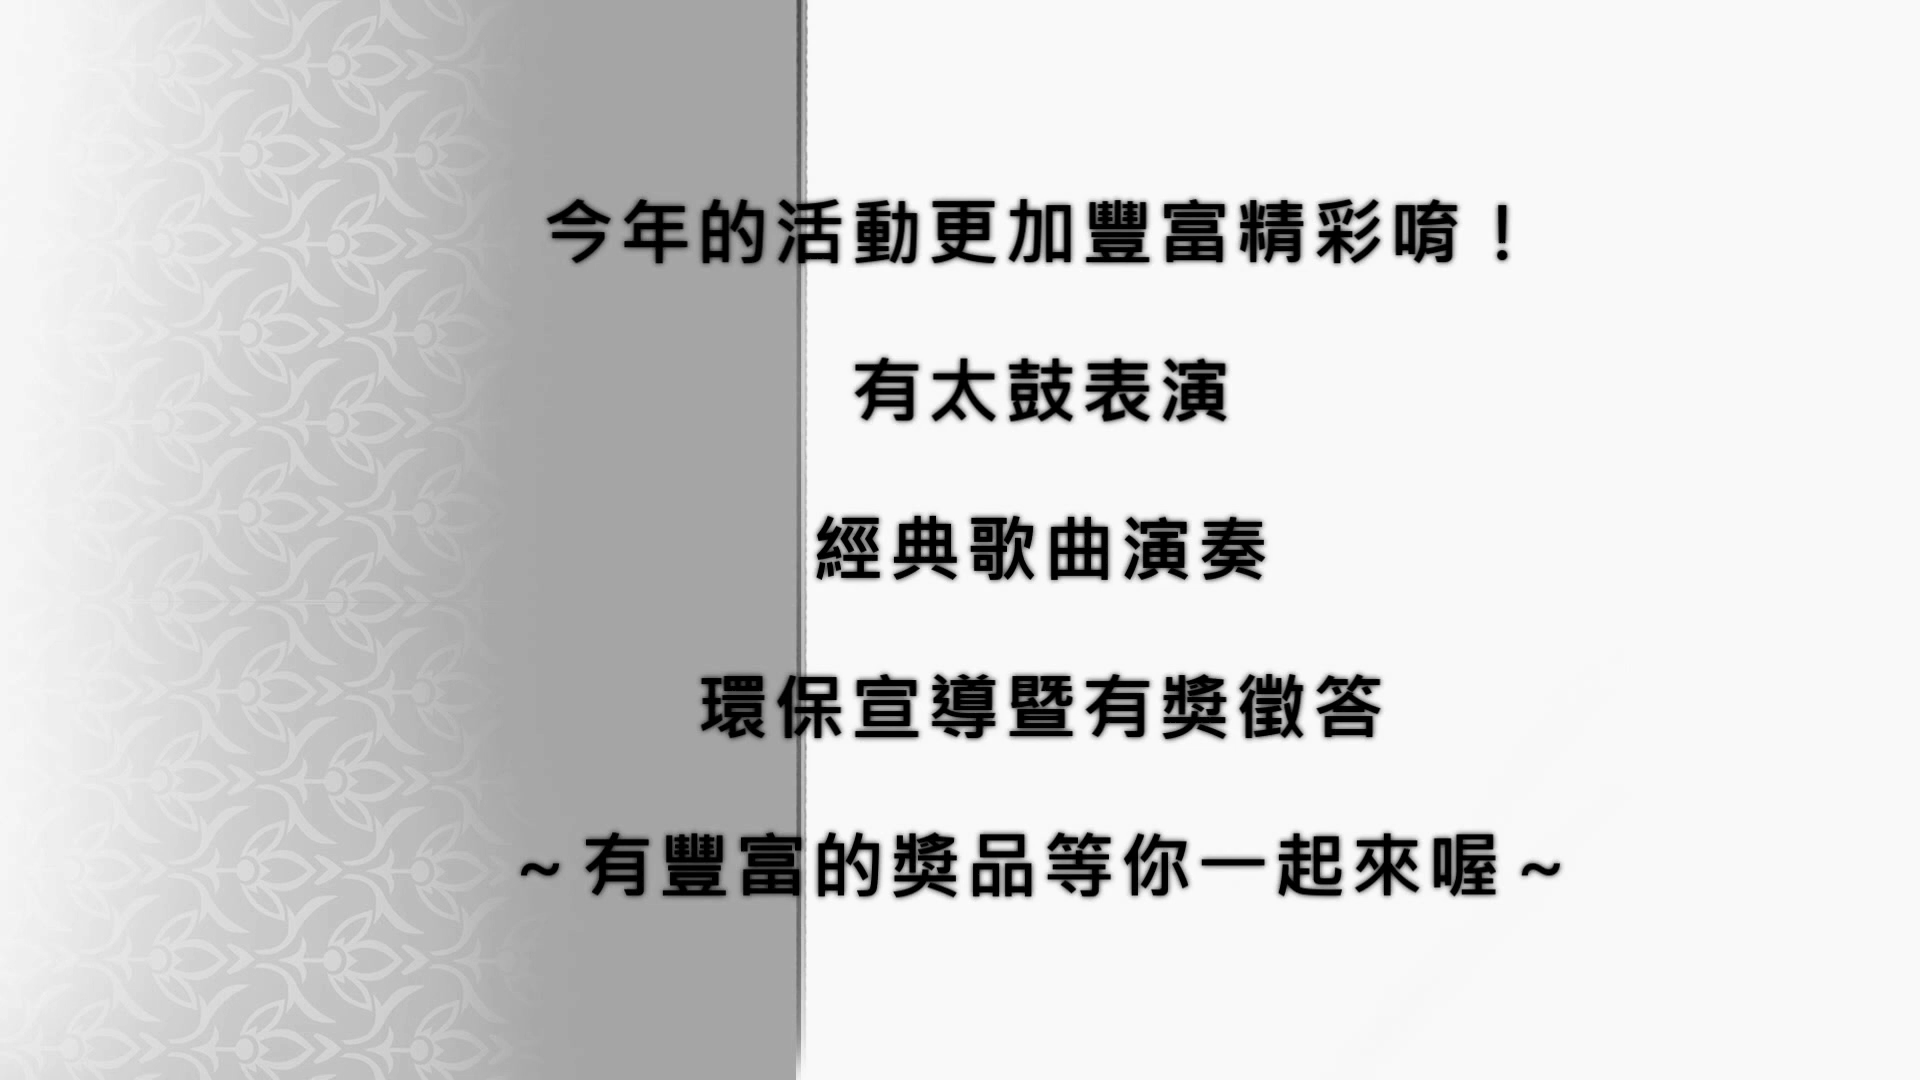 今年的活動更加豐富精彩唷！
有太鼓表演
經典歌曲演奏
環保宣導暨有獎徵答
~有豐富的獎品等你一起來喔~